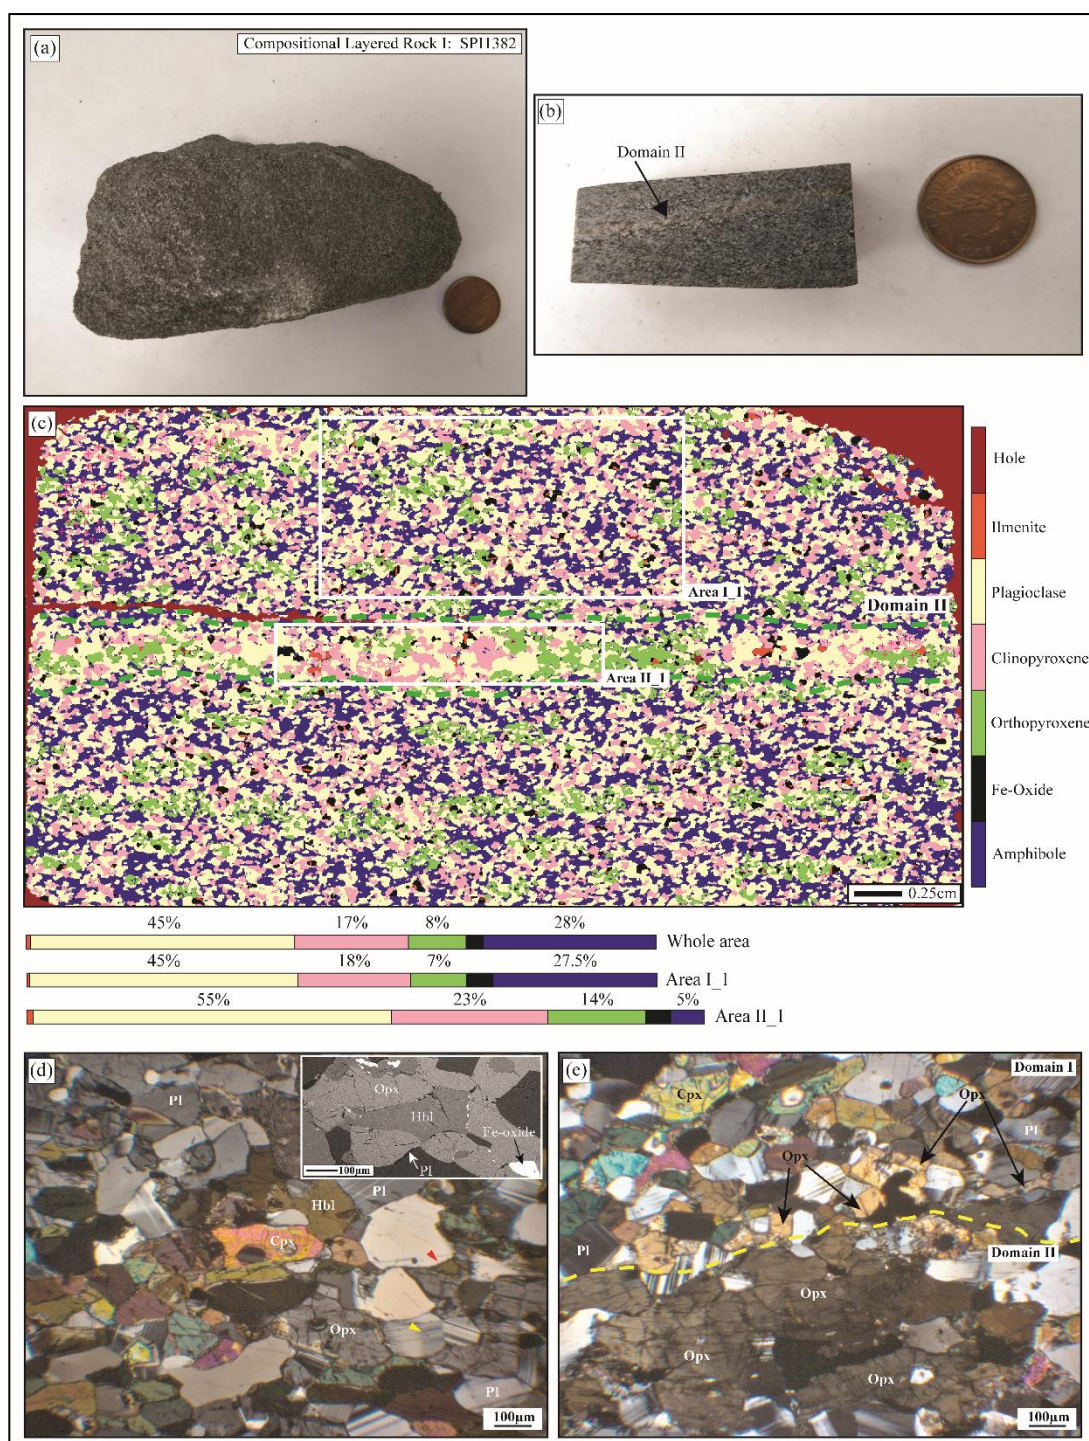 (a)
Compositional Layered Rock I: SPI1382
(b)
Domain II
(c)
Area I_1
Domain II
Area II_1
0.25cm
Hole
Ilmenite
Plagioclase
Clinopyroxene
Orthopyroxene
Fe-Oxide
Amphibole
45% 17% 8% 28%
Whole area
45% 18% 7% 27.5%
Area I_1
55% 23% 14% 5%
Area II_1
(d)
Pl
Opx
Hbl
Fe-oxide
100µm
Pl
Pl
Hbl
Cpx
Opx
Pl
100µm
(e)
Domain I
Cpx
Opx
Pl
Opx
Opx
Pl
Domain II
Opx
Opx
Opx
100µm